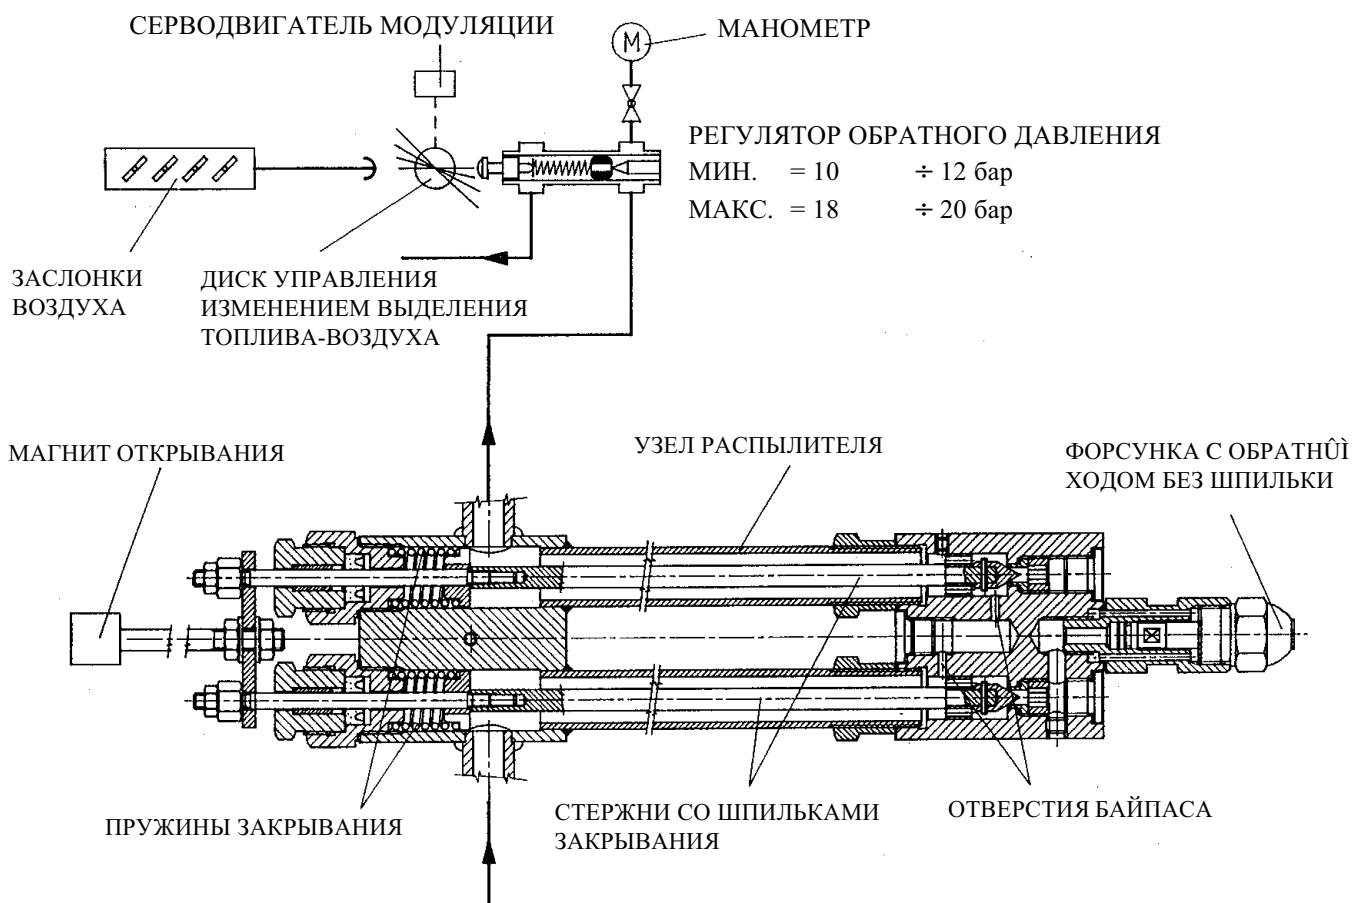 СЕРВОДВИГАТЕЛЬ МОДУЛЯЦИИ
МАНОМЕТР
М
РЕГУЛЯТОР ОБРАТНОГО ДАВЛЕНИЯ
МИН. = 10 ÷ 12 бар
МАКС. = 18 ÷ 20 бар
ЗАСЛОНКИ
ВОЗДУХА
ДИСК УПРАВЛЕНИЯ
ИЗМЕНЕНИЕМ ВЫДЕЛЕНИЯ
ТОПЛИВА-ВОЗДУХА
МАГНИТ ОТКРЫВАНИЯ
УЗЕЛ РАСПЫЛИТЕЛЯ
ФОРСУНКА С ОБРАТНÛÌ
ХОДОМ БЕЗ ШПИЛЬКИ
ПРУЖИНЫ ЗАКРЫВАНИЯ
СТЕРЖНИ СО ШПИЛЬКАМИ
ЗАКРЫВАНИЯ
ОТВЕРСТИЯ БАЙПАСА